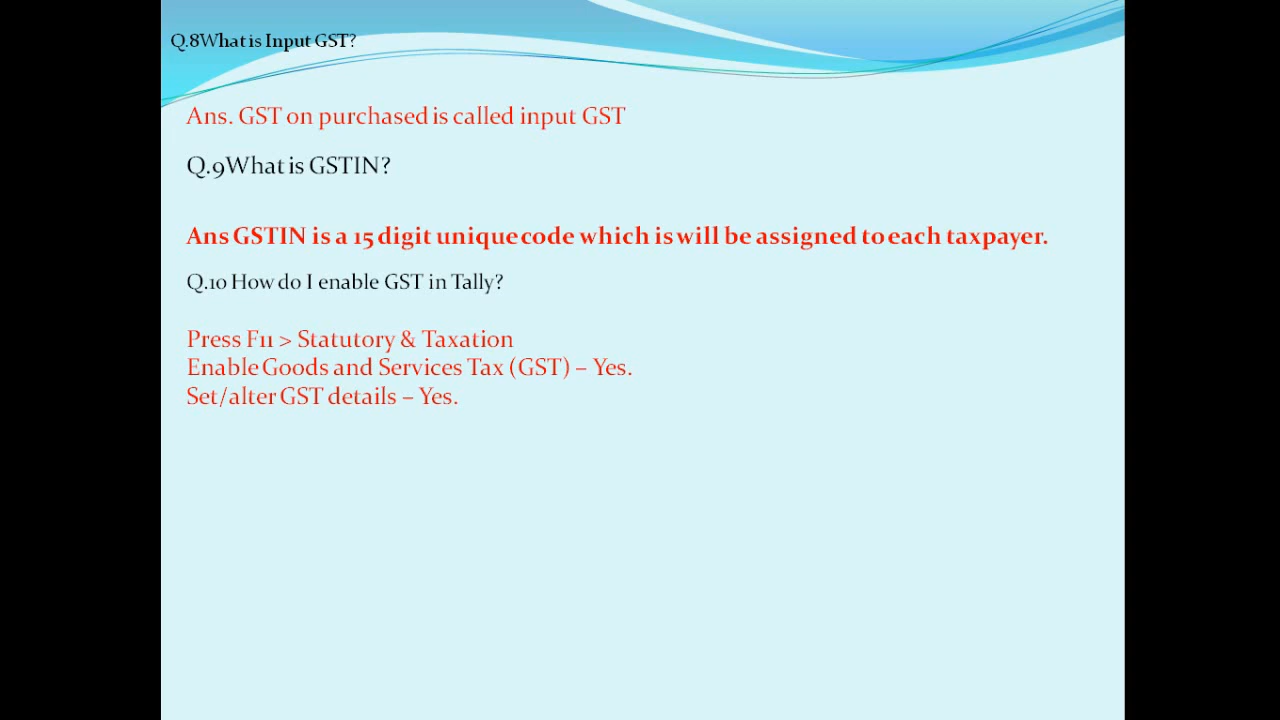 Q.8What is Input GST?
Ans. GST on purchased is called input GST
Q.9What is GSTIN?
Ans GSTIN is a 15 digit unique code which is will be assigned to each taxpayer.
Q.10 How do I enable GST in Tally?
Press F11 > Statutory & Taxation
Enable Goods and Services Tax (GST) – Yes.
Set/alter GST details – Yes.